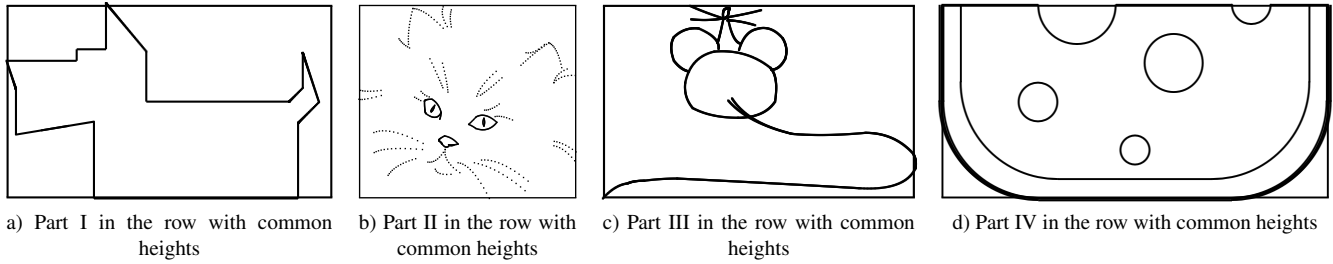 a) Part I in the row with common
heights
b) Part II in the row with
common heights
c) Part III in the row with common
heights
d) Part IV in the row with common heights